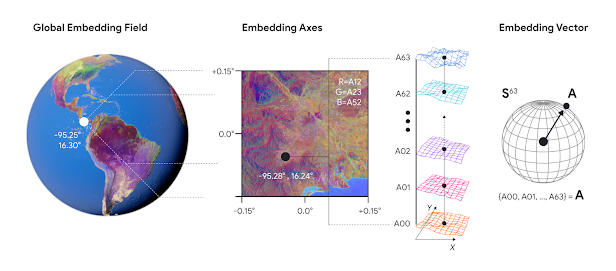 Global Embedding Field
-95.25°
16.30°
Embedding Axes
+0.15°
0.0°
-0.15°
0.0°
+0.15°
R=A12
G=A23
B=A52
-95.28°, 16.24°
A63
A62
A02
A01
A00
Y
X
Embedding Vector
S⁶³
A
{A00, A01, ..., A63} = A